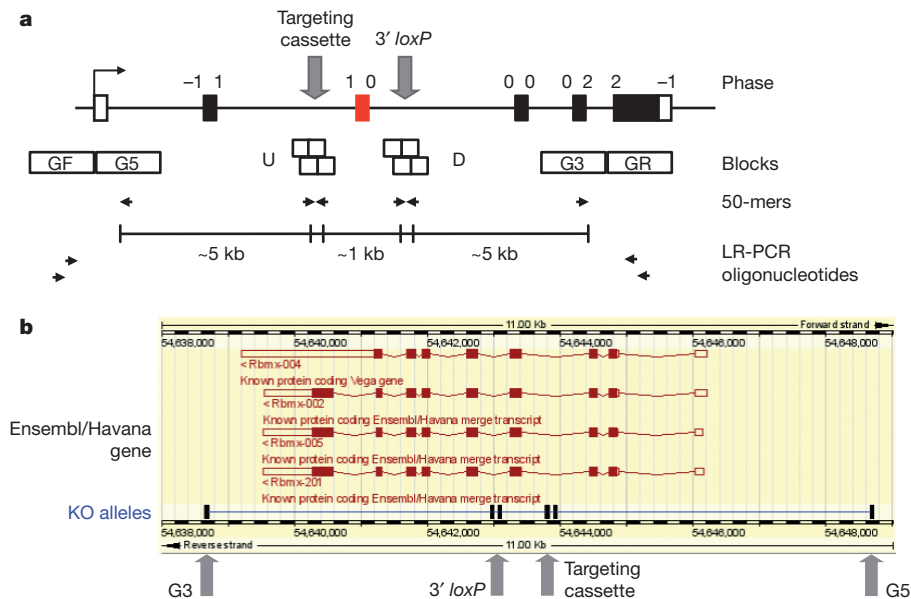 a
Targeting
cassette
3′ loxP
–1 1 1 0 0 0 0 2 2 –1 Phase
GF G5 U D G3 GR Blocks
50-mers
~5 kb ~1 kb ~5 kb
LR-PCR
oligonucleotides
b
11.00 Kb Forward strand
54,638,000 54,640,000 54,642,000 54,644,000 54,646,000 54,648,000
< Rbmx-004
Known protein coding Vega gene
< Rbmx-002
Known protein coding Ensembl/Havana merge transcript
< Rbmx-005
Known protein coding Ensembl/Havana merge transcript
< Rbmx-201
Known protein coding Ensembl/Havana merge transcript
Ensembl/Havana
gene
KO alleles
54,638,000 54,640,000 54,642,000 54,644,000 54,646,000 54,648,000
Reverse strand 11.00 Kb
G3 3′ loxP Targeting
cassette G5